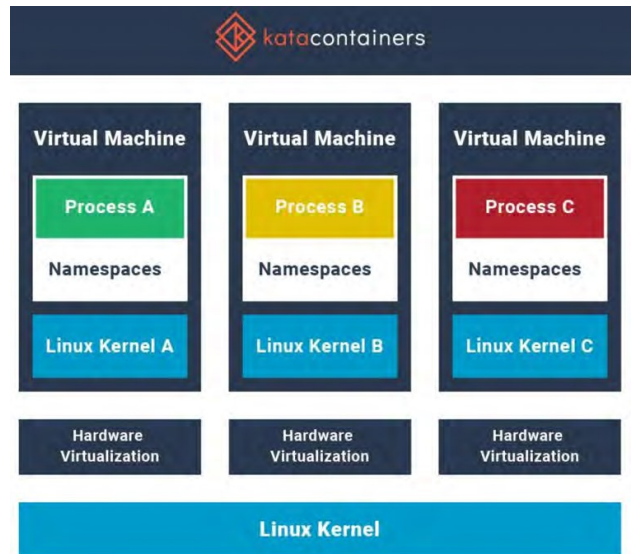 katacontainers
Virtual Machine
Process A
Namespaces
Linux Kernel A
Virtual Machine
Process B
Namespaces
Linux Kernel B
Virtual Machine
Process C
Namespaces
Linux Kernel C
Hardware
Virtualization
Hardware
Virtualization
Hardware
Virtualization
Linux Kernel